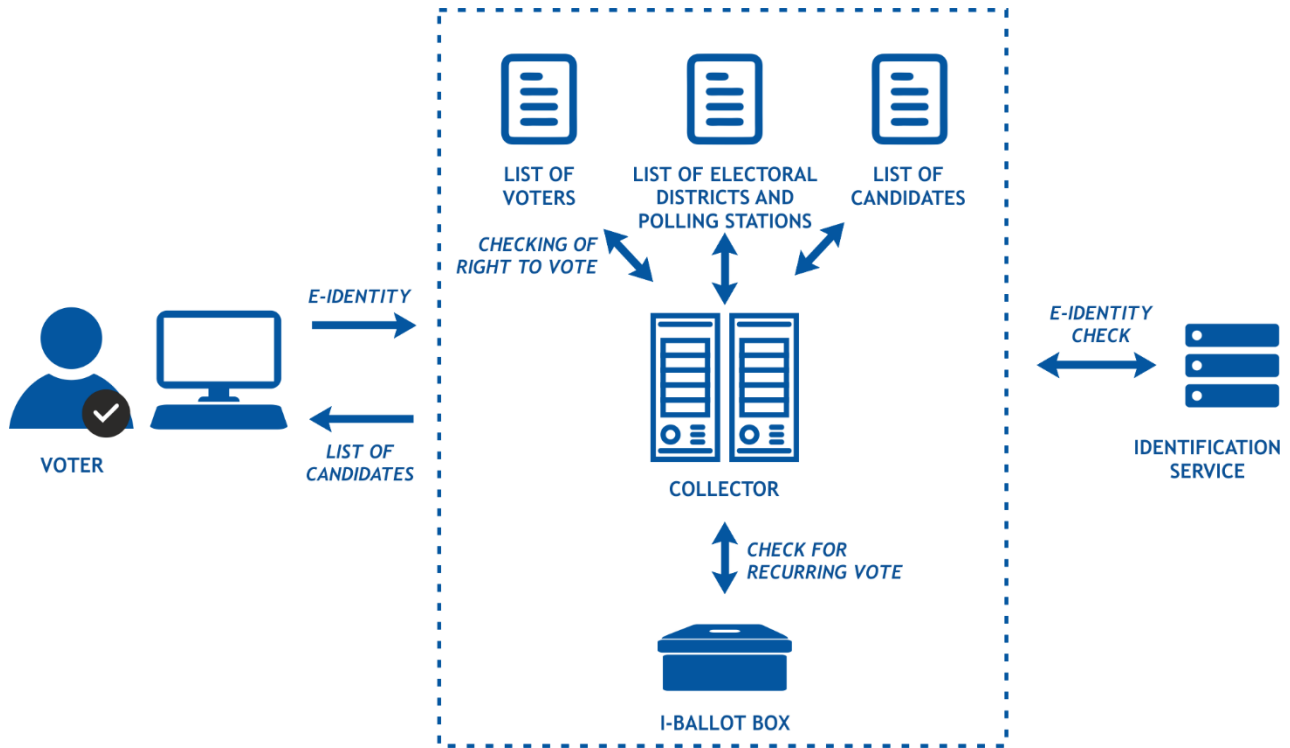 LIST OF
VOTERS
LIST OF ELECTORAL
DISTRICTS AND
POLLING STATIONS
LIST OF
CANDIDATES
CHECKING OF
RIGHT TO VOTE
E-IDENTITY
LIST OF
CANDIDATES
VOTER
COLLECTOR
E-IDENTITY
CHECK
IDENTIFICATION
SERVICE
CHECK FOR
RECURRING VOTE
I-BALLOT BOX